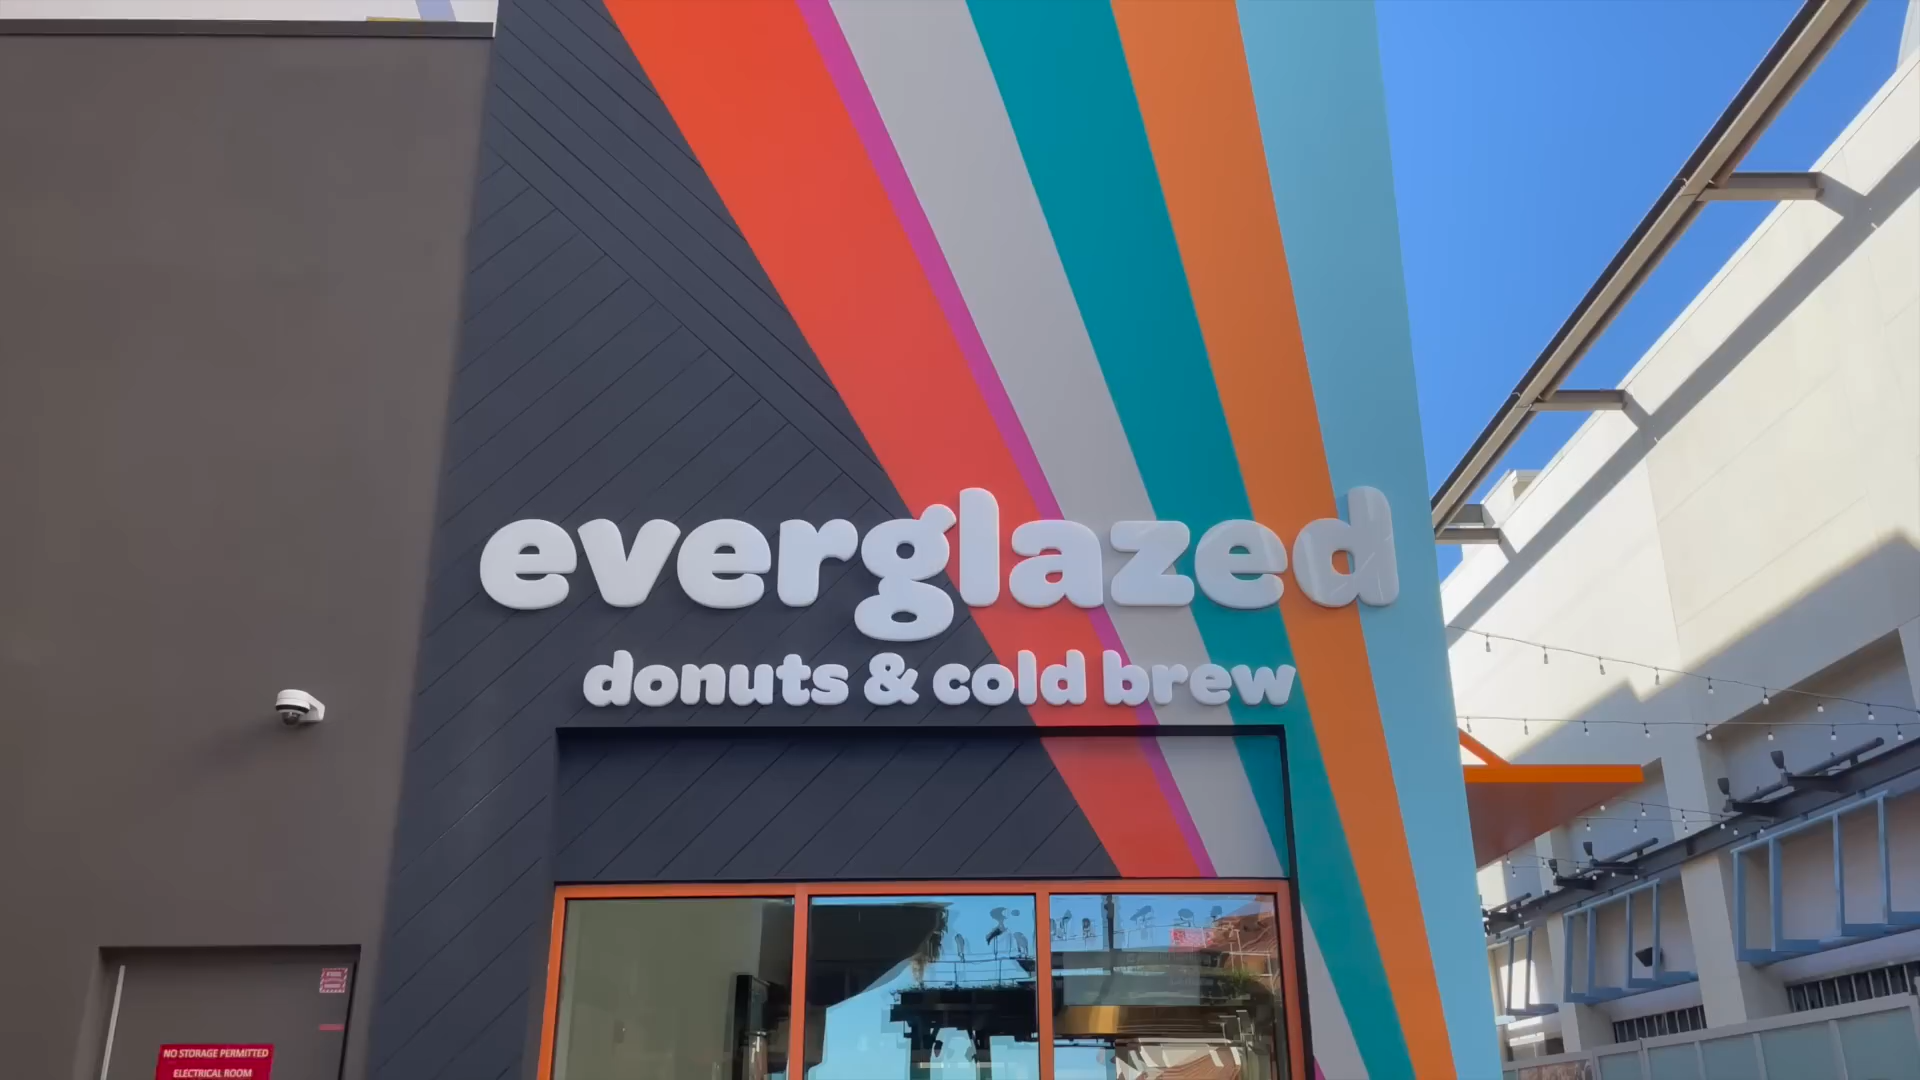 everglazed
donuts & cold brew
NO STORAGE PERMITTED
ELECTRICAL ROOM